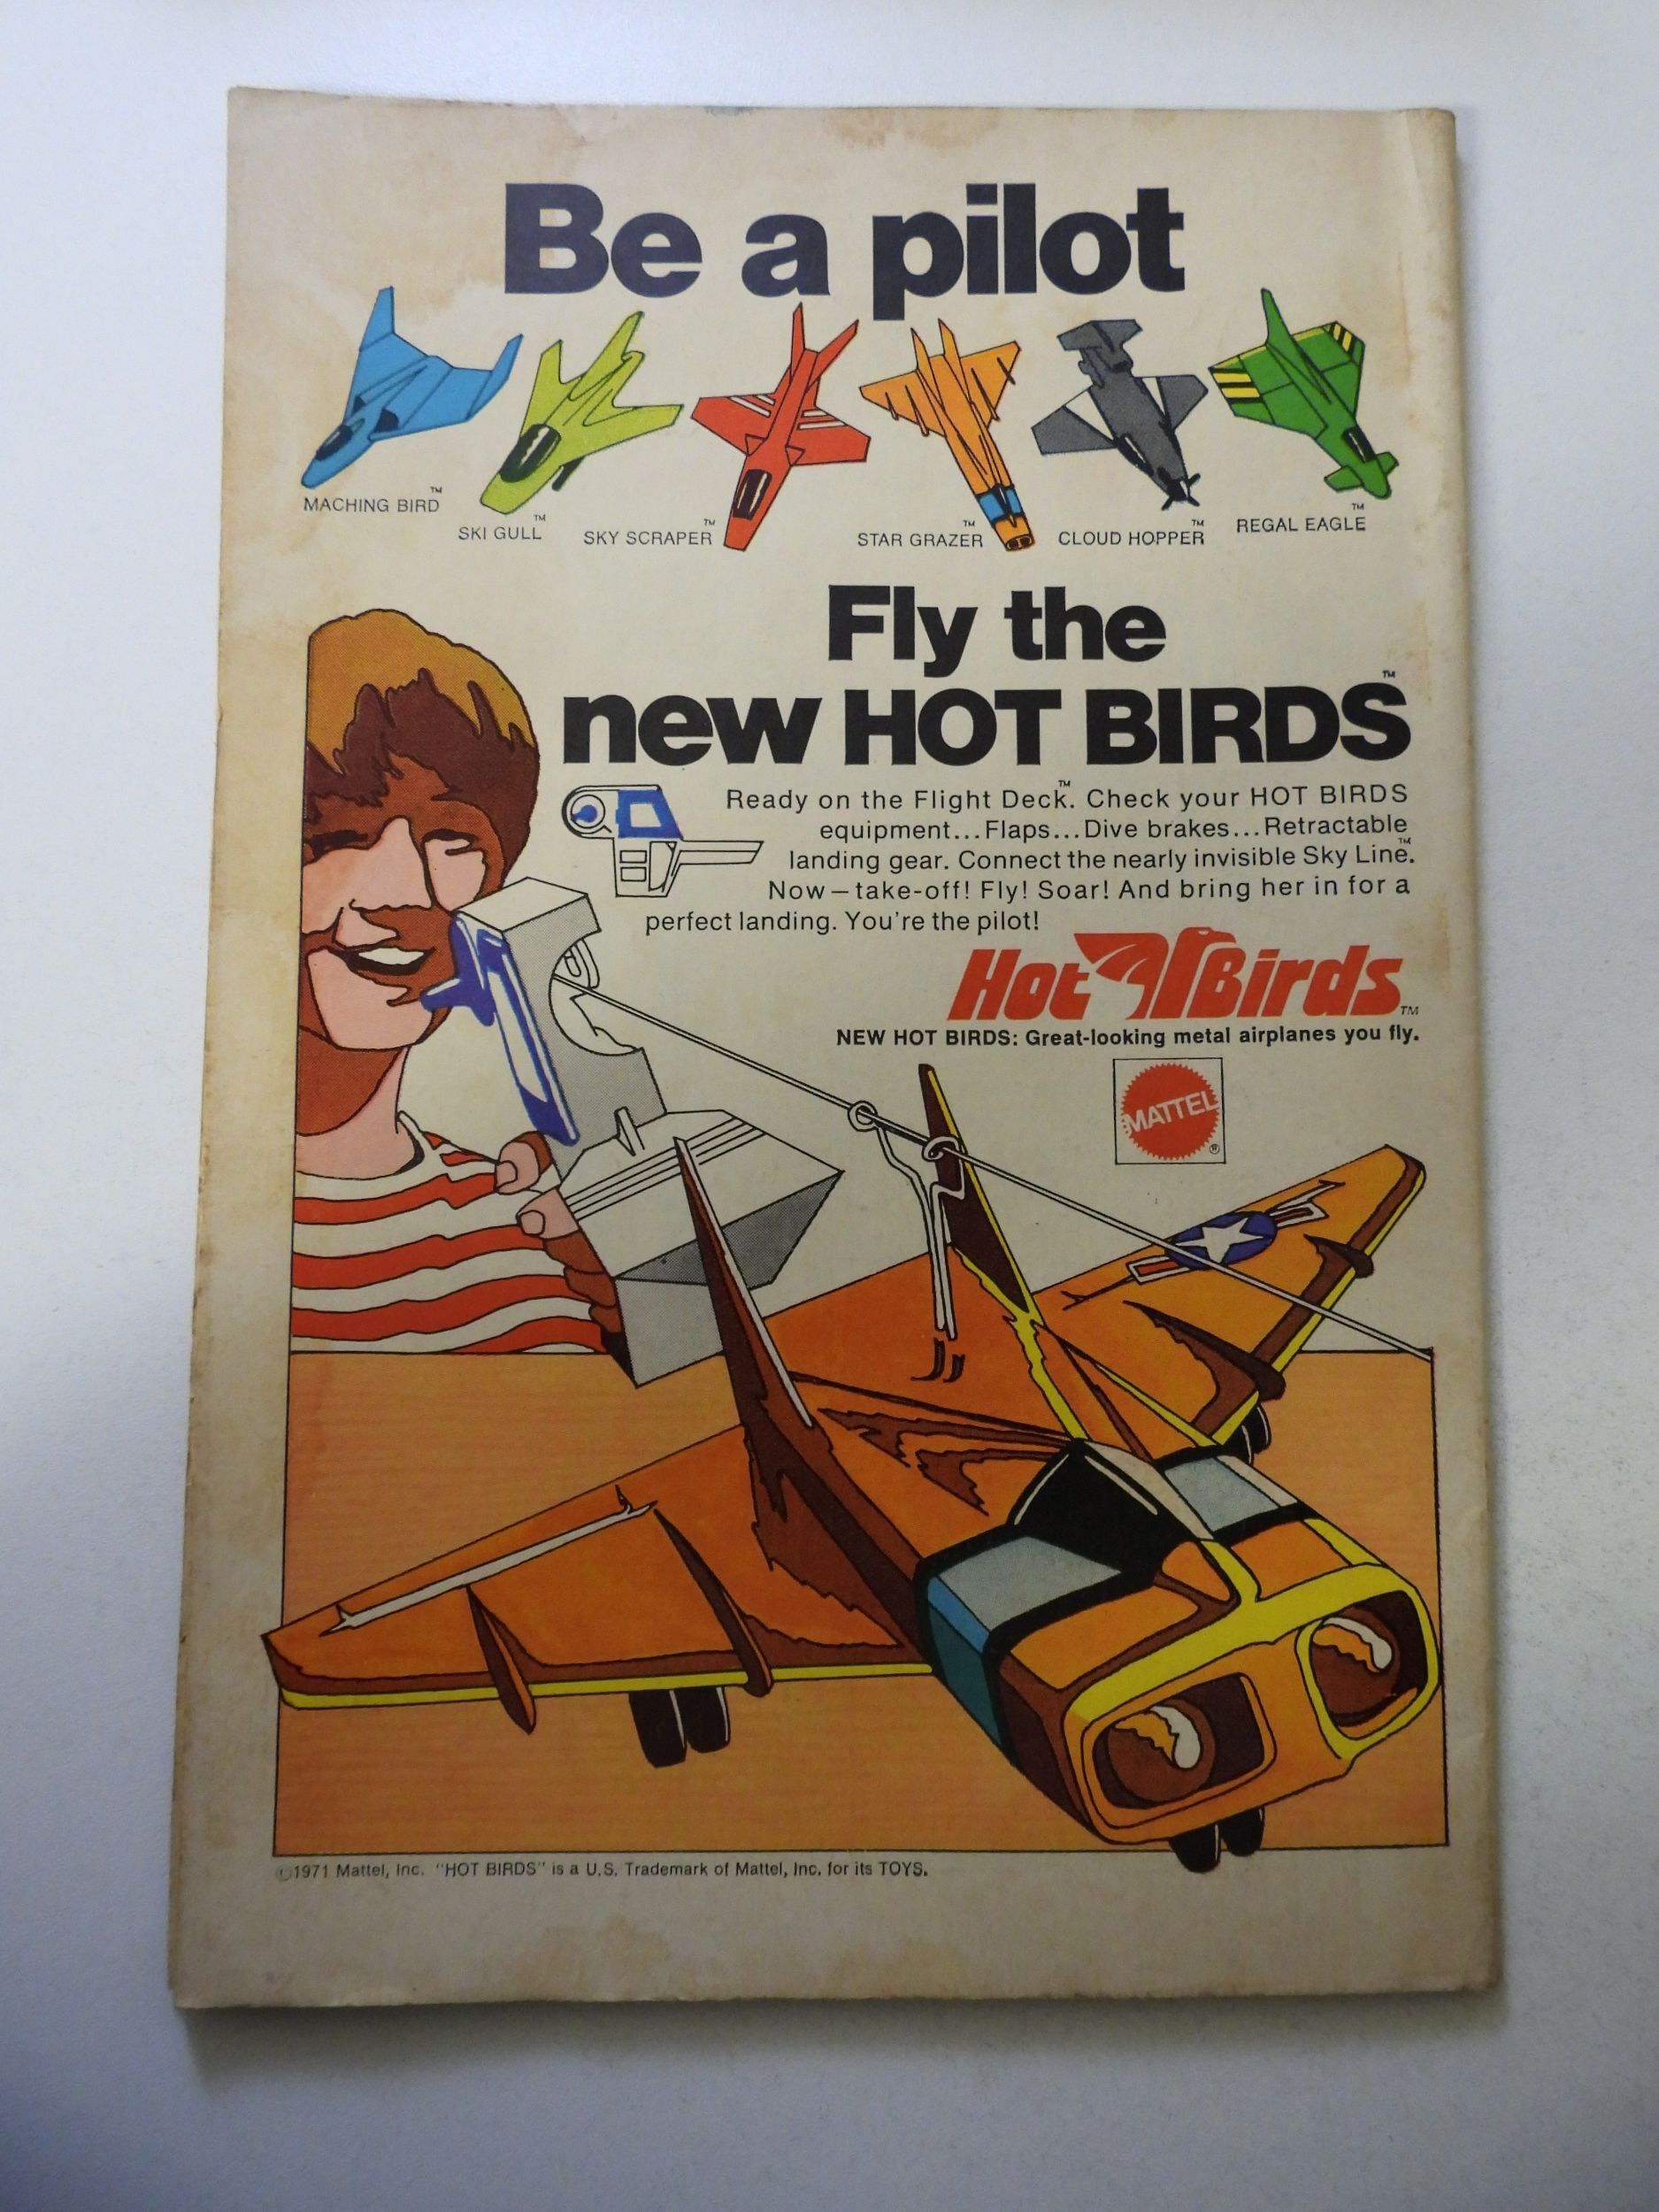 Be a pilot
MACHING BIRD™
SKI GULL™
SKY SCRAPER™
STAR GRAZER™
CLOUD HOPPER™
REGAL EAGLE™
Fly the
new HOT BIRDS™
Ready on the Flight Deck™. Check your HOT BIRDS
equipment...Flaps...Dive brakes...Retractable
landing gear. Connect the nearly invisible Sky Line™.
Now—take-off! Fly! Soar! And bring her in for a
perfect landing. You're the pilot!
Hot Birds™
NEW HOT BIRDS: Great-looking metal airplanes you fly.
MATTEL®
©1971 Mattel, Inc. "HOT BIRDS" is a U.S. Trademark of Mattel, Inc. for its TOYS.